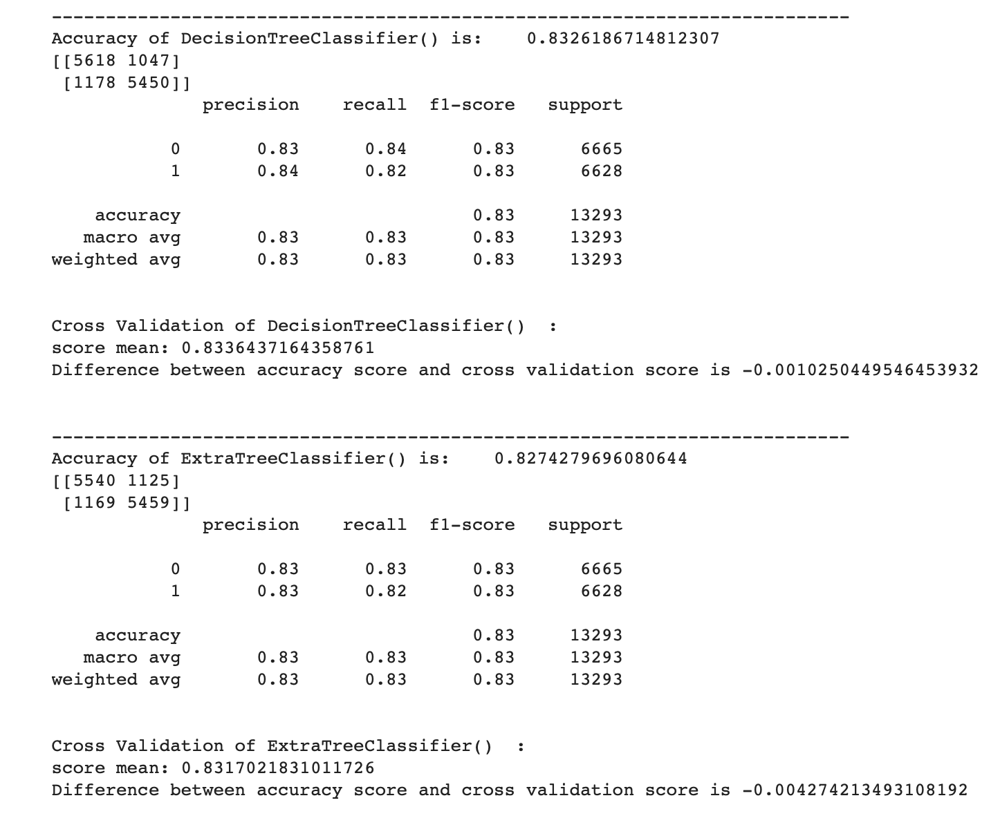 --------------------------------------------------------------------------
Accuracy of DecisionTreeClassifier() is:    0.8326186714812307
[[5618 1047]
 [1178 5450]]
              precision    recall  f1-score   support

           0       0.83      0.84      0.83      6665
           1       0.84      0.82      0.83      6628

    accuracy                           0.83     13293
   macro avg       0.83      0.83      0.83     13293
weighted avg       0.83      0.83      0.83     13293

Cross Validation of DecisionTreeClassifier()  :
score mean: 0.8336437164358761
Difference between accuracy score and cross validation score is -0.0010250449546453932

--------------------------------------------------------------------------
Accuracy of ExtraTreeClassifier() is:    0.8274279696080644
[[5540 1125]
 [1169 5459]]
              precision    recall  f1-score   support

           0       0.83      0.83      0.83      6665
           1       0.83      0.82      0.83      6628

    accuracy                           0.83     13293
   macro avg       0.83      0.83      0.83     13293
weighted avg       0.83      0.83      0.83     13293

Cross Validation of ExtraTreeClassifier()  :
score mean: 0.8317021831011726
Difference between accuracy score and cross validation score is -0.004274213493108192